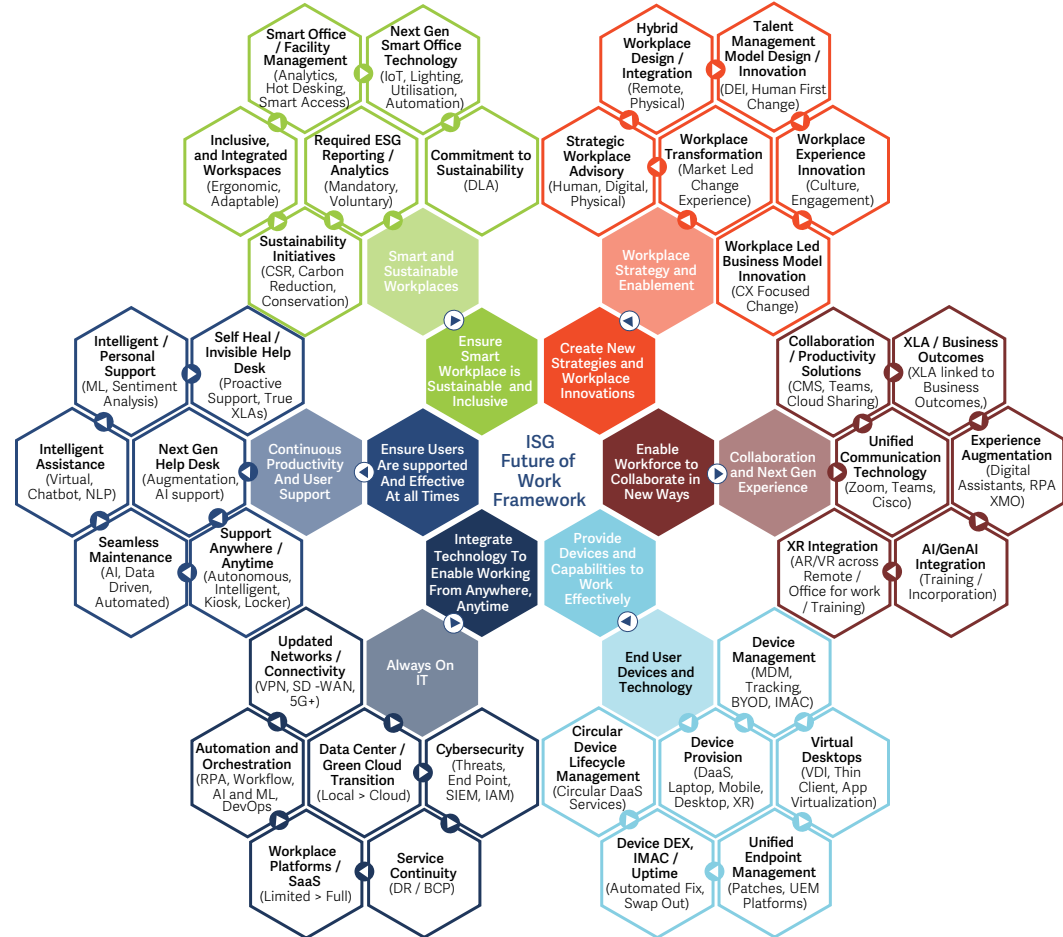 Smart Office
/ Facility
Management
(Analytics,
Hot Desking,
Smart Access)
Next Gen
Smart Office
Technology
(IoT, Lighting,
Utilisation,
Automation)
Inclusive,
and Integrated
Workspaces
(Ergonomic,
Adaptable)
Required ESG
Reporting /
Analytics
(Mandatory,
Voluntary)
Commitment to
Sustainability
(DLA)
Sustainability
Initiatives
(CSR, Carbon
Reduction,
Conservation)
Smart and
Sustainable
Workplaces
Ensure
Smart
Workplace is
Sustainable and
Inclusive
Hybrid
Workplace
Design /
Integration
(Remote,
Physical)
Talent
Management
Model Design /
Innovation
(DEI, Human First
Change)
Strategic
Workplace
Advisory
(Human, Digital,
Physical)
Workplace
Transformation
(Market Led
Change
Experience)
Workplace
Experience
Innovation
(Culture,
Engagement)
Workplace
Strategy and
Enablement
Workplace Led
Business Model
Innovation
(CX Focused
Change)
Create New
Strategies and
Workplace
Innovations
Intelligent /
Personal
Support
(ML, Sentiment
Analysis)
Self Heal /
Invisible Help
Desk
(Proactive
Support, True
XLAs)
Intelligent
Assistance
(Virtual,
Chatbot, NLP)
Next Gen
Help Desk
(Augmentation,
AI support)
Continuous
Productivity
And User
Support
Ensure Users
Are supported
And Effective
At all Times
Seamless
Maintenance
(AI, Data
Driven,
Automated)
Support
Anywhere /
Anytime
(Autonomous,
Intelligent,
Kiosk, Locker)
ISG
Future of
Work
Framework
Enable
Workforce to
Collaborate in
New Ways
Collaboration
and Next Gen
Experience
Collaboration
/ Productivity
Solutions
(CMS, Teams,
Cloud Sharing)
XLA / Business
Outcomes
(XLA linked to
Business
Outcomes,)
Unified
Communication
Technology
(Zoom, Teams,
Cisco)
Experience
Augmentation
(Digital
Assistants, RPA
XMO)
XR Integration
(AR/VR across
Remote /
Office for work
/ Training)
AI/GenAI
Integration
(Training /
Incorporation)
Integrate
Technology To
Enable Working
From Anywhere,
Anytime
Provide
Devices and
Capabilities to
Work
Effectively
Updated
Networks /
Connectivity
(VPN, SD -WAN,
5G+)
Always On
IT
Automation and
Orchestration
(RPA, Workflow,
AI and ML,
DevOps
Data Center /
Green Cloud
Transition
(Local > Cloud)
Cybersecurity
(Threats,
End Point,
SIEM, IAM)
Workplace
Platforms /
SaaS
(Limited > Full)
Service
Continuity
(DR / BCP)
End User
Devices and
Technology
Device
Management
(MDM,
Tracking,
BYOD, IMAC)
Circular
Device
Lifecycle
Management
(Circular DaaS
Services)
Device
Provision
(DaaS,
Laptop, Mobile,
Desktop, XR)
Virtual
Desktops
(VDI, Thin
Client, App
Virtualization)
Device DEX,
IMAC /
Uptime
(Automated Fix,
Swap Out)
Unified
Endpoint
Management
(Patches, UEM
Platforms)